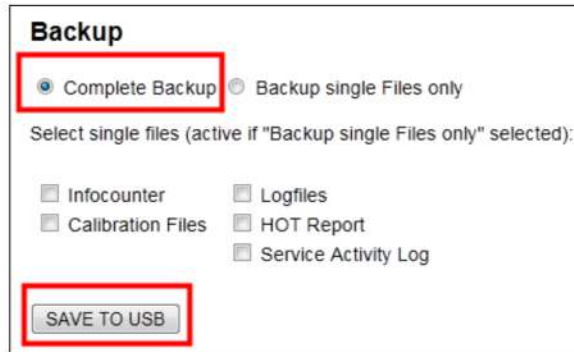 Backup
Complete Backup Backup single Files only
Select single files (active if "Backup single Files only" selected):
Infocounter Logfiles
Calibration Files HOT Report
Service Activity Log
SAVE TO USB